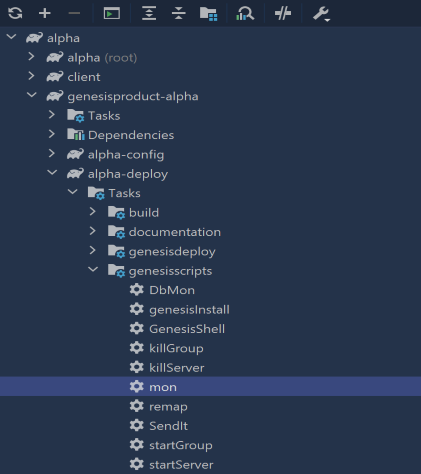 alpha
alpha (root)
client
genesisproduct-alpha
Tasks
Dependencies
alpha-config
alpha-deploy
Tasks
build
documentation
genesisdeploy
genesisscripts
DbMon
genesisInstall
GenesisShell
killGroup
killServer
mon
remap
SendIt
startGroup
startServer